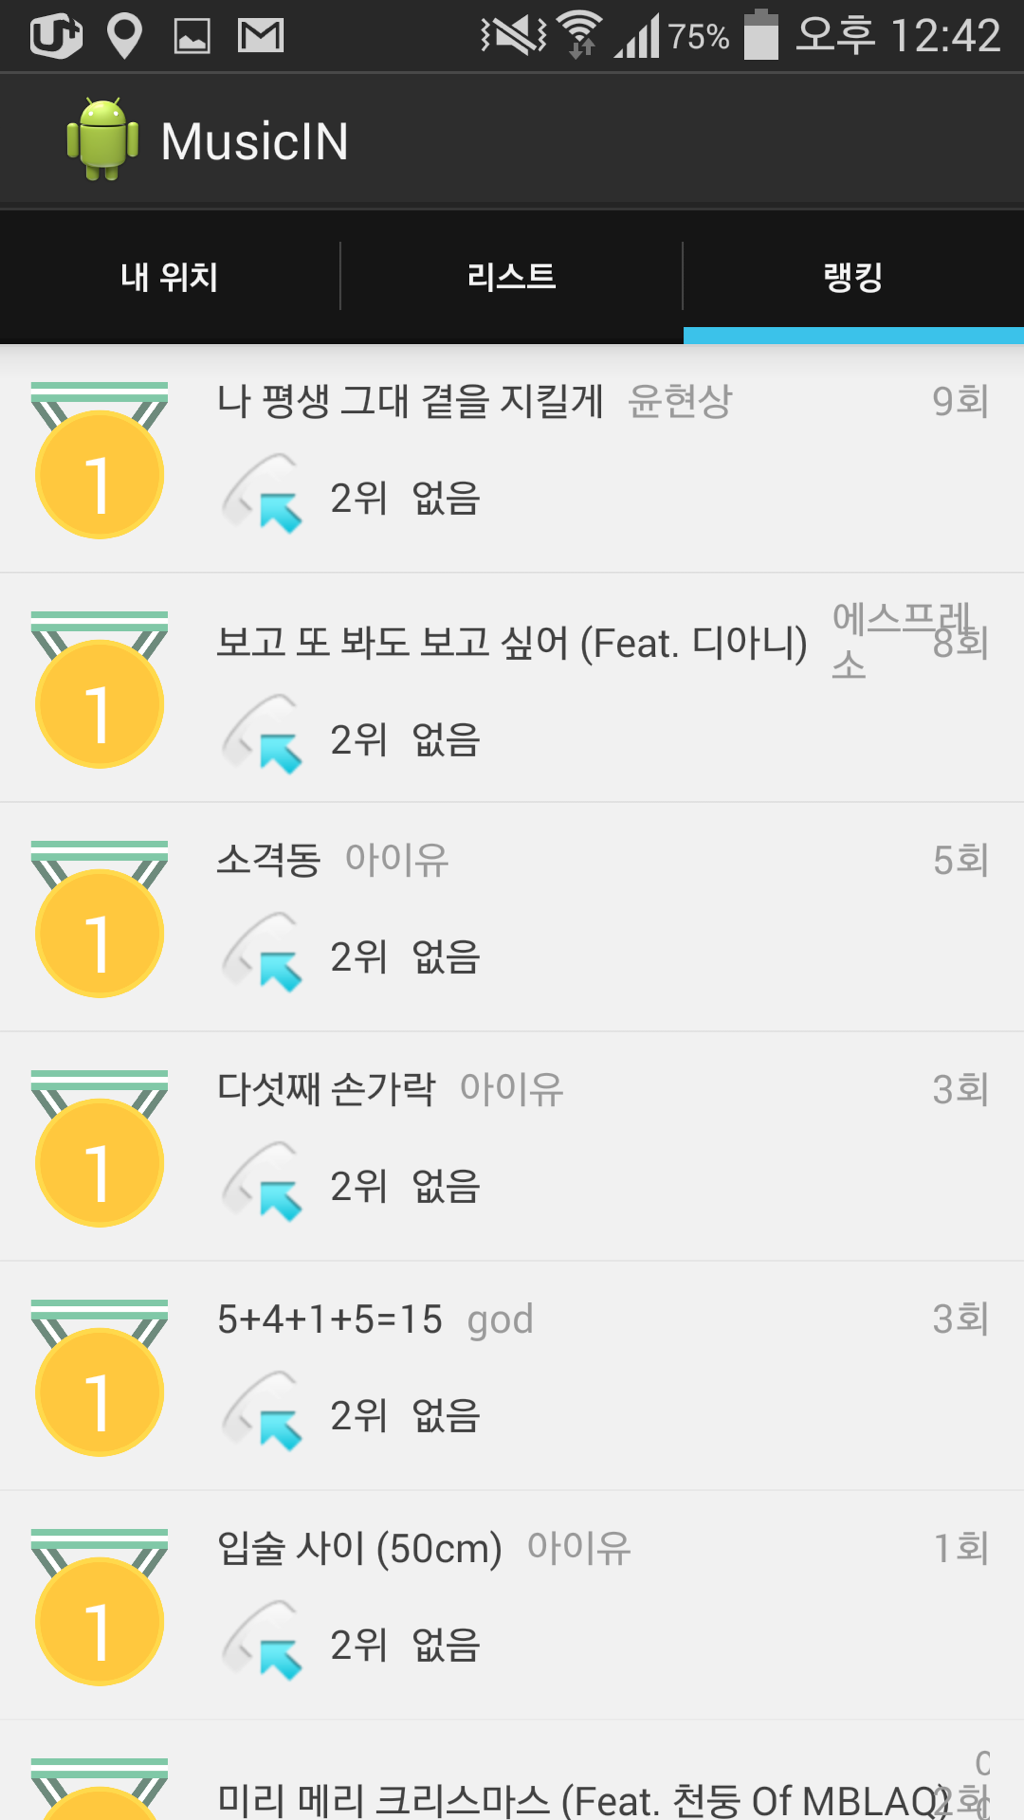 75% 오후 12:42
MusicIN
내 위치 리스트 랭킹
1 나 평생 그대 곁을 지킬게 윤현상 9회
2위 없음
1 보고 또 봐도 보고 싶어 (Feat. 디아니) 에스프레소 8회
2위 없음
1 소격동 아이유 5회
2위 없음
1 다섯째 손가락 아이유 3회
2위 없음
1 5+4+1+5=15 god 3회
2위 없음
1 입술 사이 (50cm) 아이유 1회
2위 없음
미리 메리 크리스마스 (Feat. 천둥 Of MBLAQ) 2회